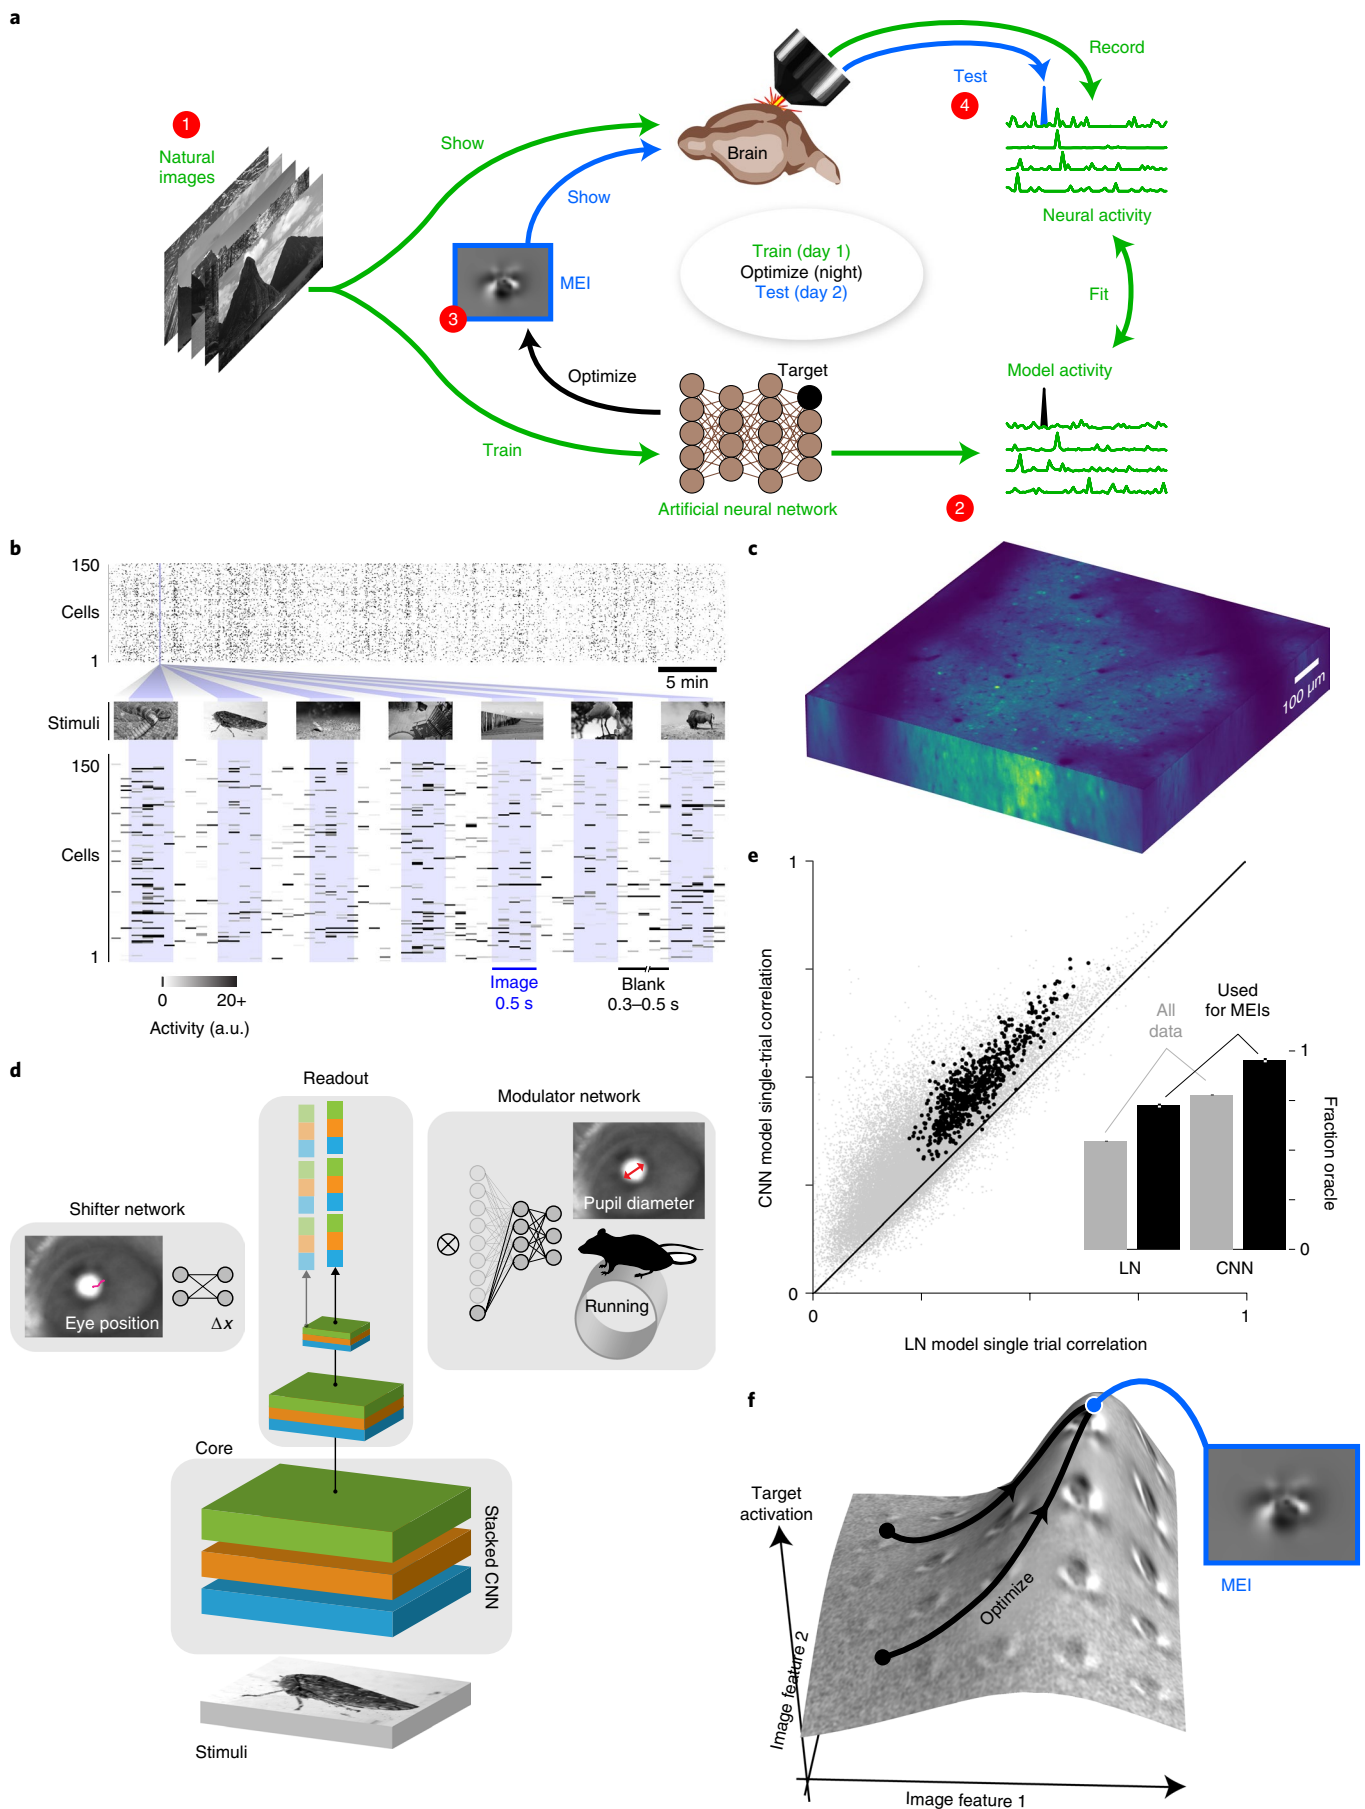 a
Record
Test
4
1
Natural
images
Show
Brain
Show
Neural activity
Train (day 1)
Optimize (night)
Test (day 2)
MEI
3
Fit
Optimize
Target
Model activity
Train
Artificial neural network
2
b
150
Cells
1
5 min
Stimuli
150
Cells
1
Image
0.5 s
Blank
0.3–0.5 s
0
20+
Activity (a.u.)
c
100 µm
d
Readout
Modulator network
Pupil diameter
Running
Shifter network
Eye position
Δx
Core
Stacked CNN
Stimuli
e
1
CNN model single-trial correlation
0
0
1
LN model single trial correlation
All
data
Used
for MEIs
1
Fraction oracle
0
LN
CNN
f
Target
activation
Optimize
Image feature 2
Image feature 1
MEI